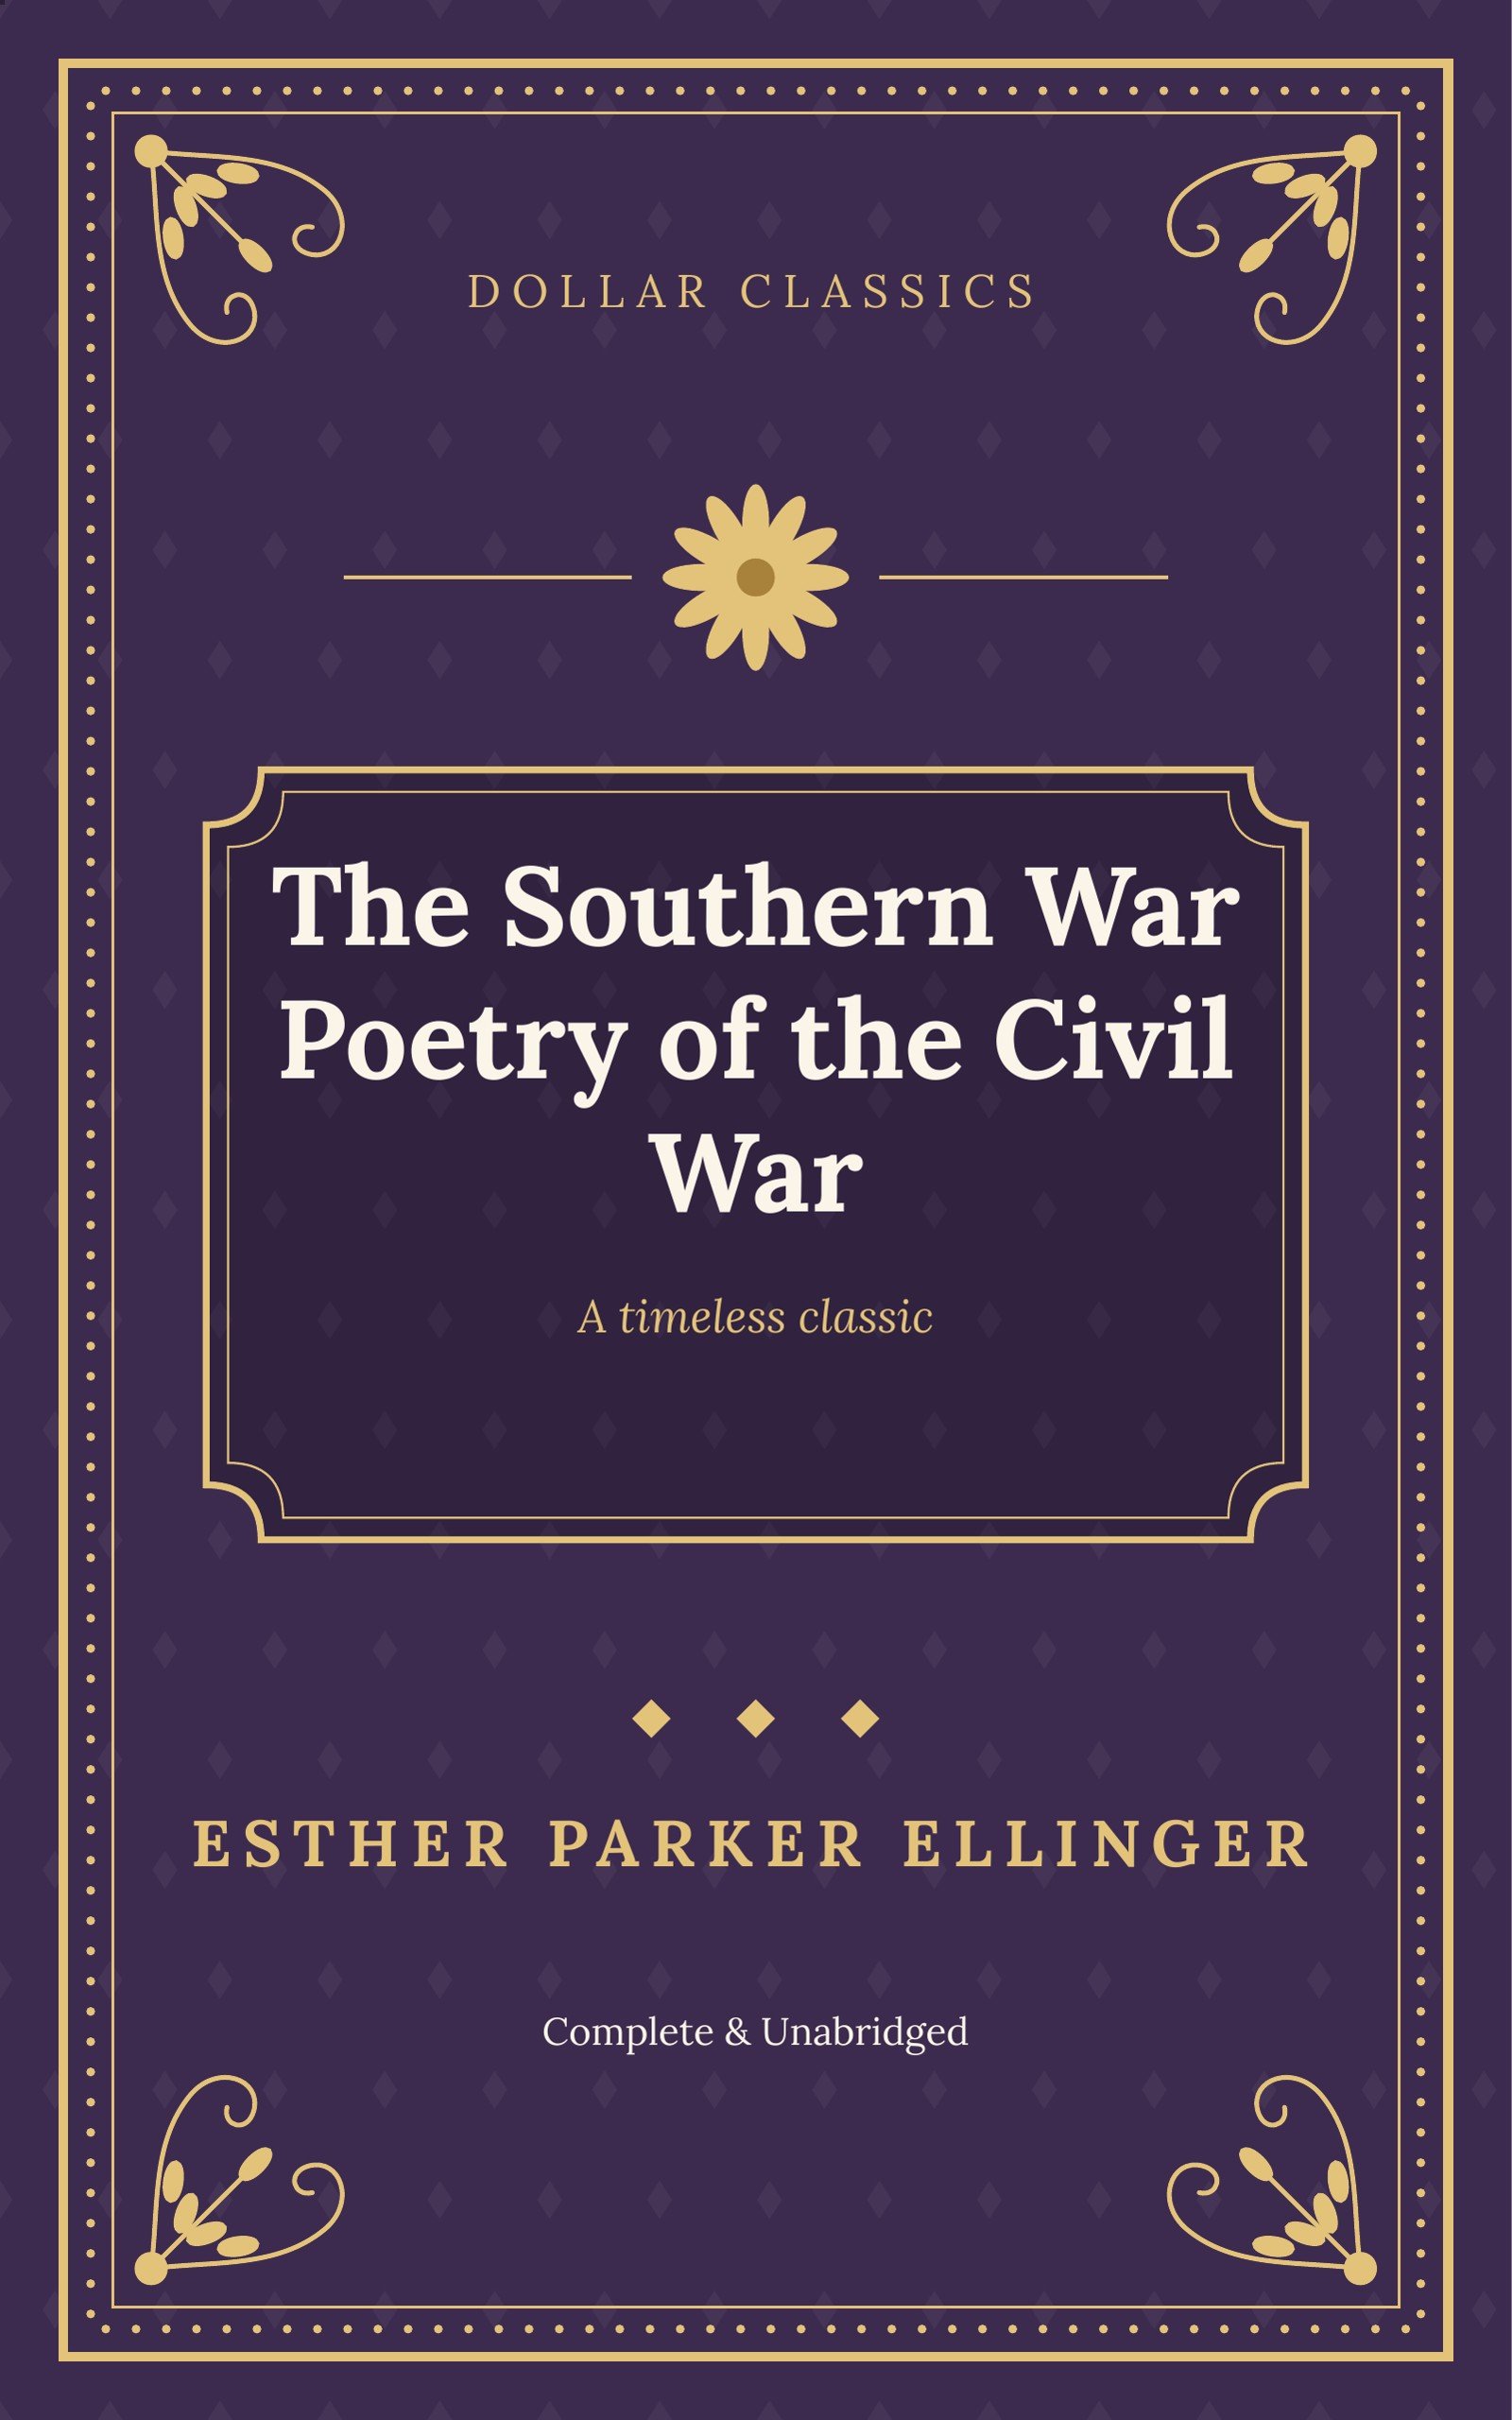 DOLLAR CLASSICS
The Southern War
Poetry of the Civil
War
A timeless classic
ESTHER PARKER ELLINGER
Complete & Unabridged